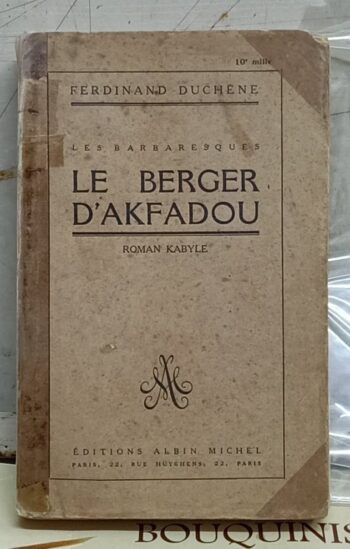 10e mille
FERDINAND DUCHÊNE
LES BARBARESQUES
LE BERGER
D'AKFADOU
ROMAN KABYLE
AM
ÉDITIONS ALBIN MICHEL
PARIS, 22, RUE HUYGHENS, 22, PARIS
BOUQUINIS